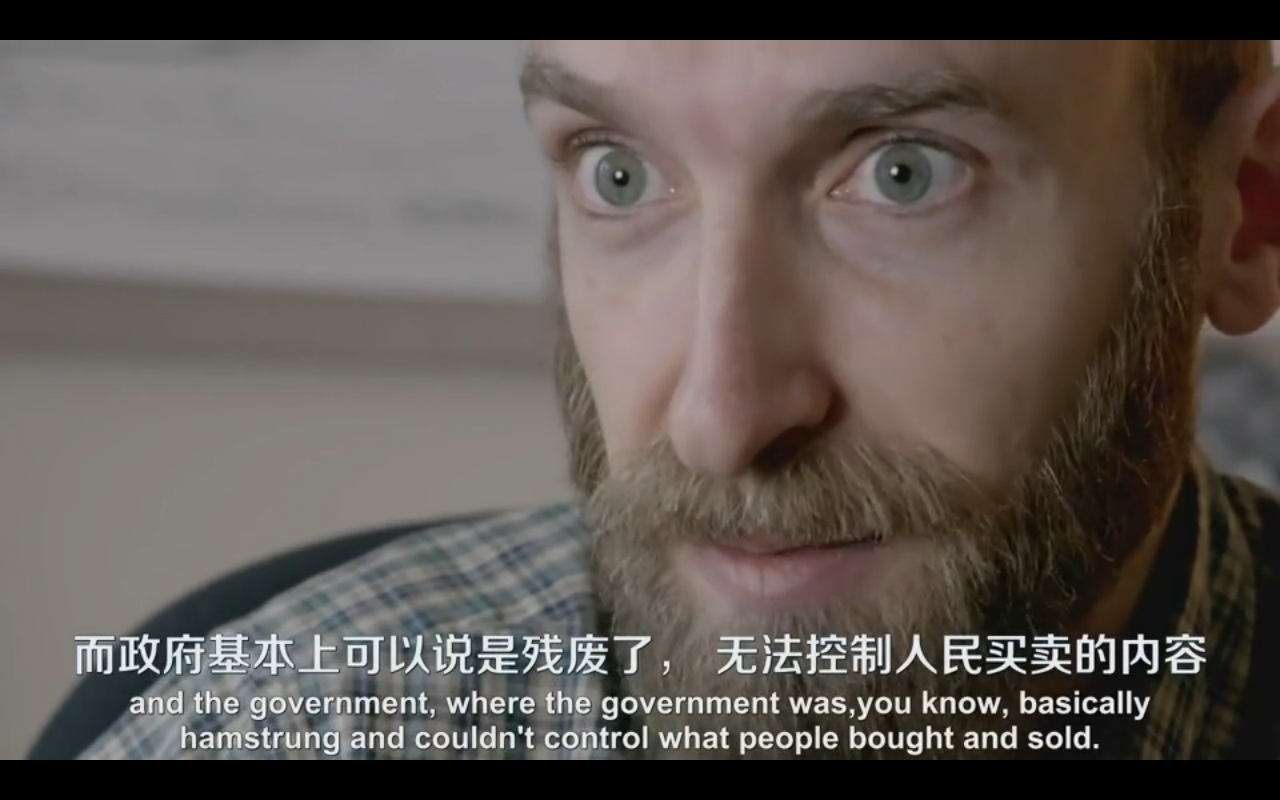 而政府基本上可以说是残废了， 无法控制人民买卖的内容
and the government, where the government was,you know, basically
hamstrung and couldn't control what people bought and sold.